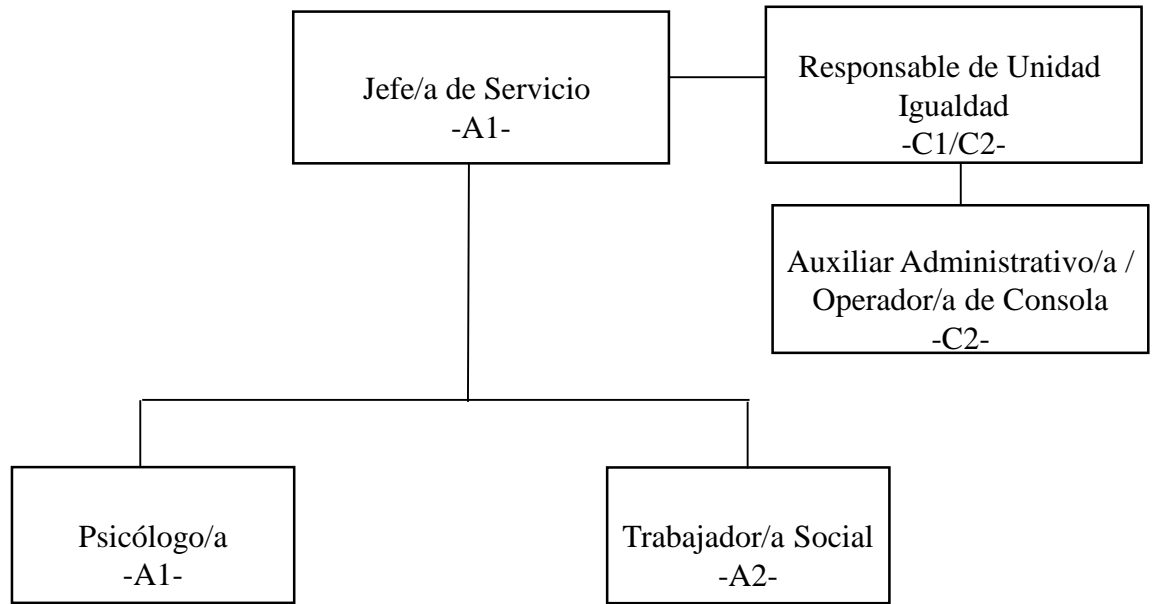 Jefe/a de Servicio
-A1-
Responsable de Unidad
Igualdad
-C1/C2-
Auxiliar Administrativo/a /
Operador/a de Consola
-C2-
Psicólogo/a
-A1-
Trabajador/a Social
-A2-